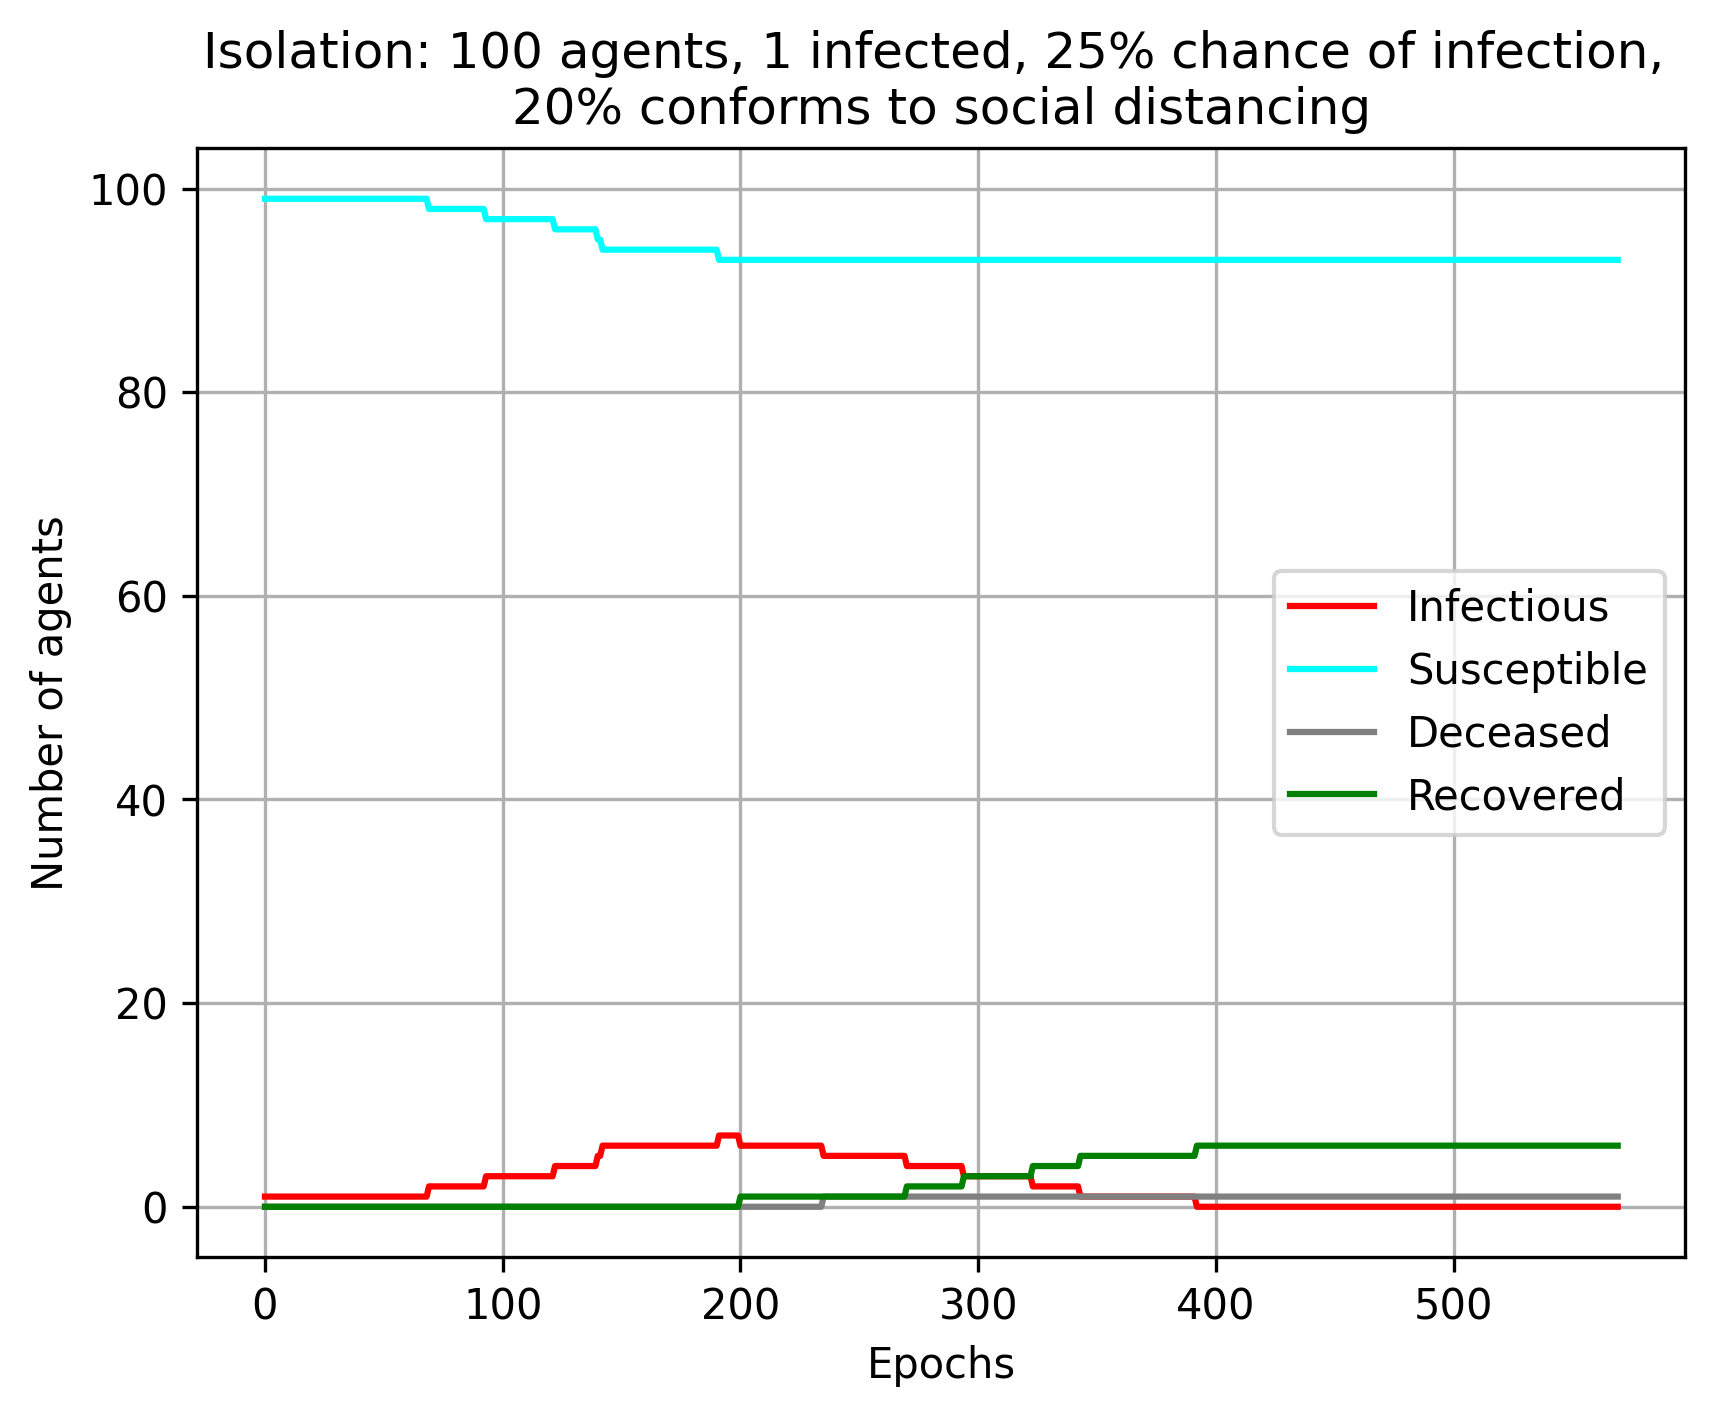 Isolation: 100 agents, 1 infected, 25% chance of infection,
20% conforms to social distancing
100
80
60
40
20
0
Number of agents
Infectious
Susceptible
Deceased
Recovered
0 100 200 300 400 500
Epochs